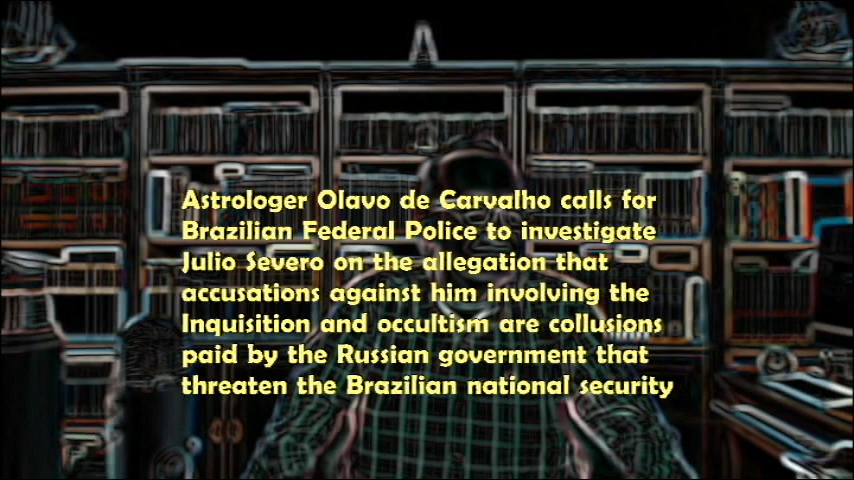 Astrologer Olavo de Carvalho calls for
Brazilian Federal Police to investigate
Julio Severo on the allegation that
accusations against him involving the
Inquisition and occultism are collusions
paid by the Russian government that
threaten the Brazilian national security